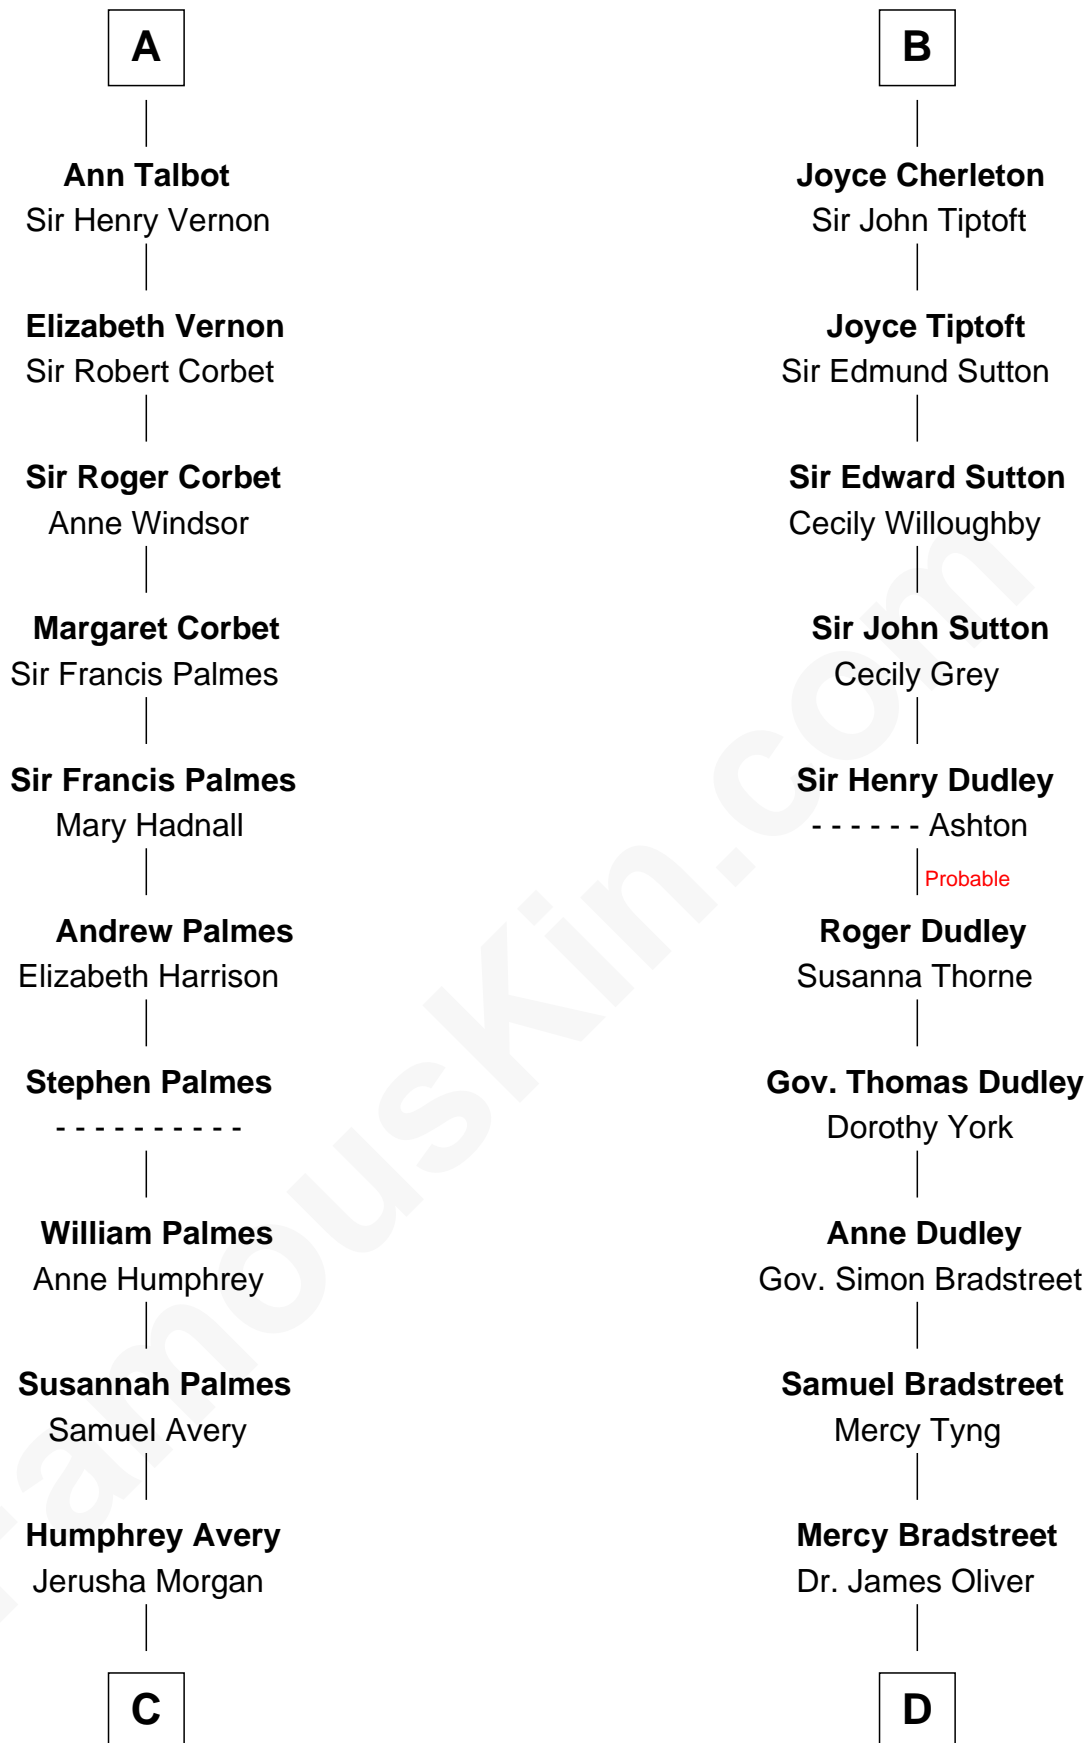 A
Ann Talbot
Sir Henry Vernon
Elizabeth Vernon
Sir Robert Corbet
Sir Roger Corbet
Anne Windsor
Margaret Corbet
Sir Francis Palmes
Sir Francis Palmes
Mary Hadnall
Andrew Palmes
Elizabeth Harrison
Stephen Palmes
- - - - - - - - - -
William Palmes
Anne Humphrey
Susannah Palmes
Samuel Avery
Humphrey Avery
Jerusha Morgan
C
B
Joyce Cherleton
Sir John Tiptoft
Joyce Tiptoft
Sir Edmund Sutton
Sir Edward Sutton
Cecily Willoughby
Sir John Sutton
Cecily Grey
Sir Henry Dudley
- - - - - - Ashton
Probable
Roger Dudley
Susanna Thorne
Gov. Thomas Dudley
Dorothy York
Anne Dudley
Gov. Simon Bradstreet
Samuel Bradstreet
Mercy Tyng
Mercy Bradstreet
Dr. James Oliver
D
FamousKin.com